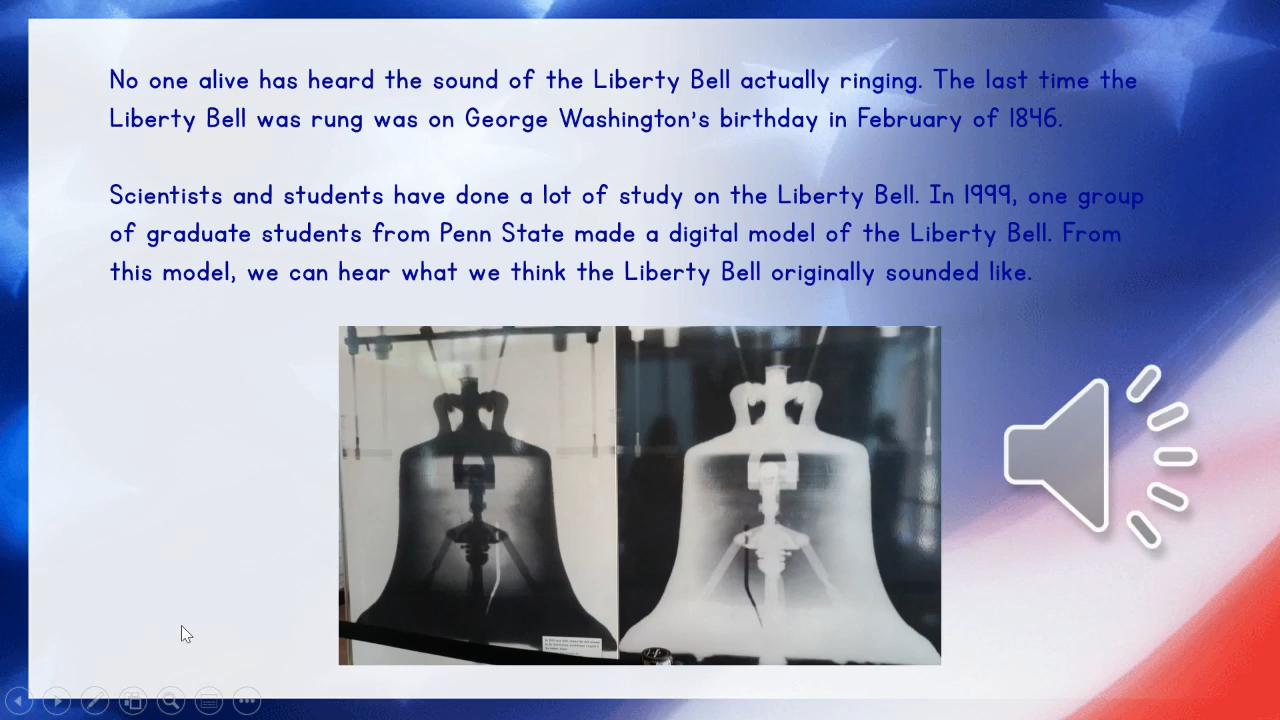 No one alive has heard the sound of the Liberty Bell actually ringing. The last time the
Liberty Bell was rung was on George Washington's birthday in February of 1846.
Scientists and students have done a lot of study on the Liberty Bell. In 1999, one group
of graduate students from Penn State made a digital model of the Liberty Bell. From
this model, we can hear what we think the Liberty Bell originally sounded like.